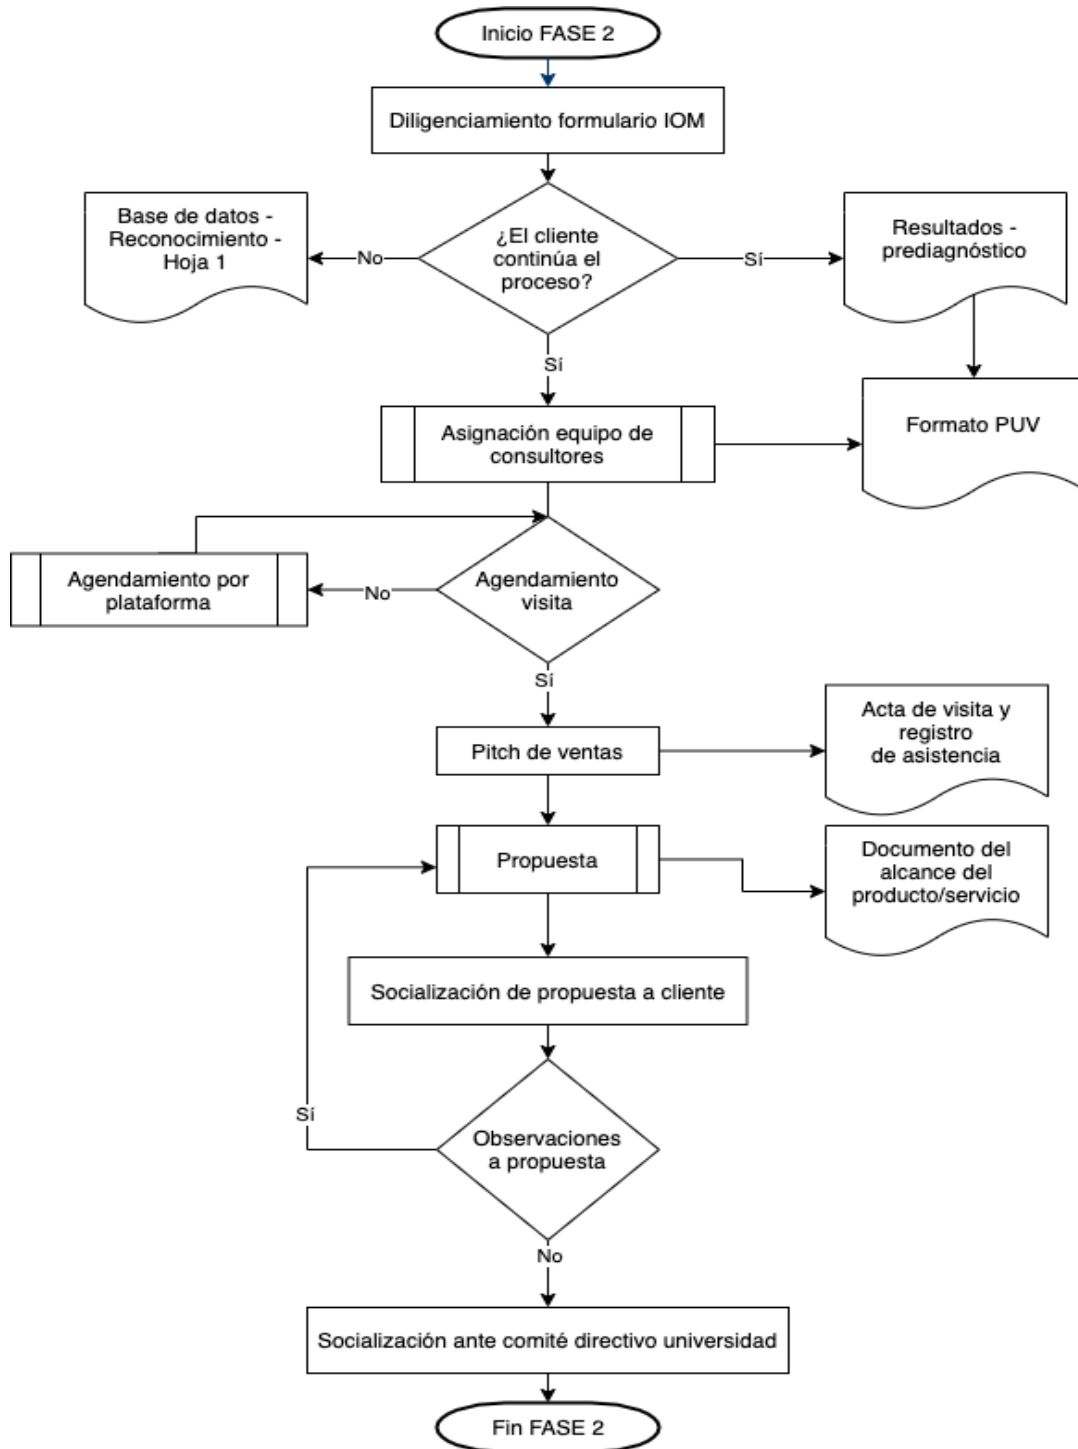 Inicio FASE 2
Diligenciamiento formulario IOM
Base de datos -
Reconocimiento -
Hoja 1
No
¿El cliente
continúa el
proceso?
Sí
Resultados -
prediagnóstico
Sí
Asignación equipo de
consultores
Formato PUV
Agendamiento por
plataforma
No
Agendamiento
visita
Sí
Pitch de ventas
Acta de visita y
registro
de asistencia
Propuesta
Documento del
alcance del
producto/servicio
Socialización de propuesta a cliente
Sí
Observaciones
a propuesta
No
Socialización ante comité directivo universidad
Fin FASE 2